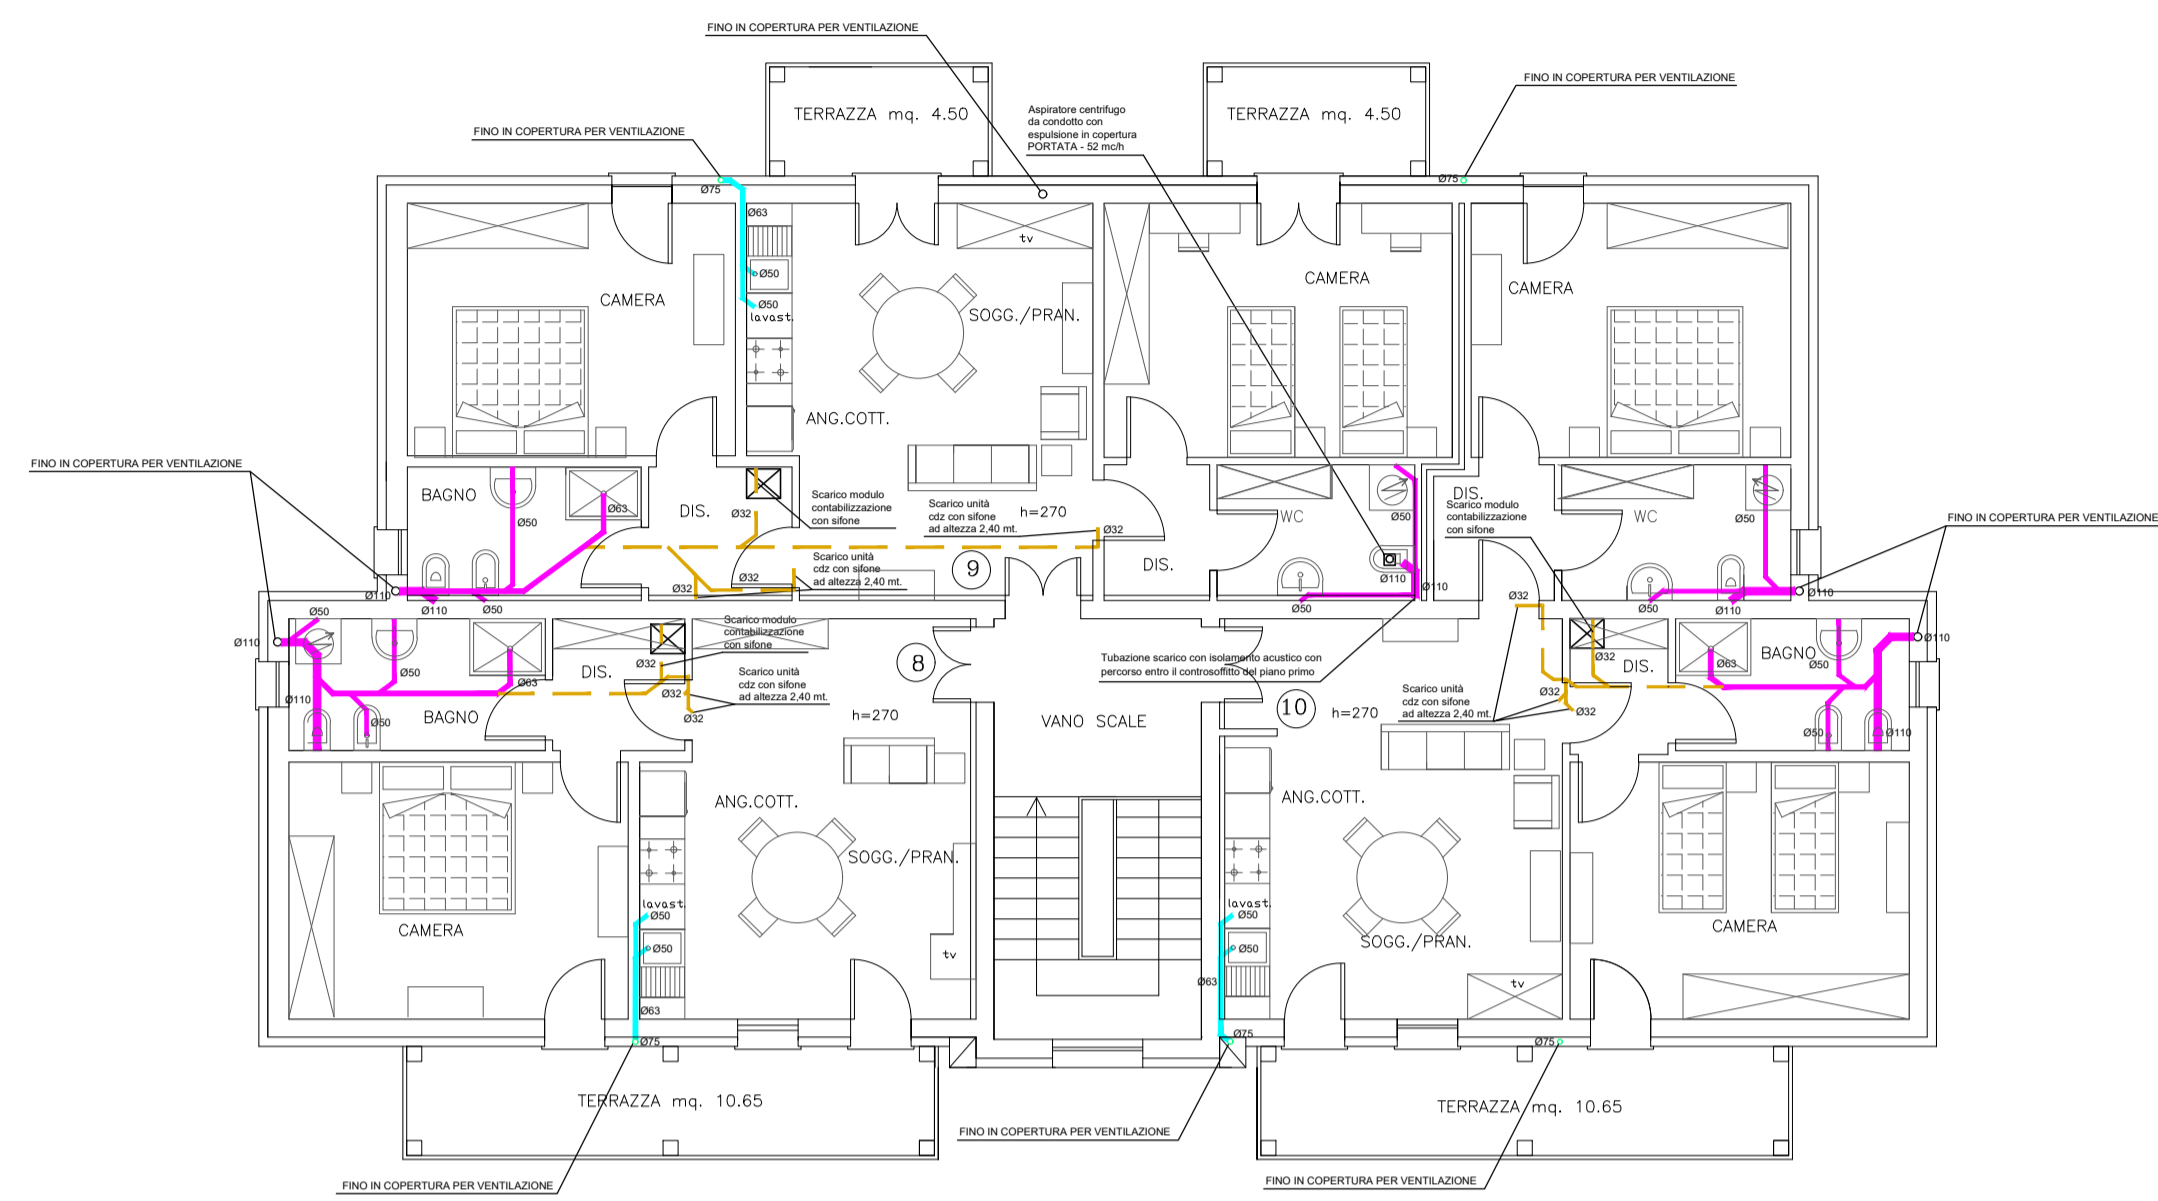 FINO IN COPERTURA PER VENTILAZIONE
FINO IN COPERTURA PER VENTILAZIONE
TERRAZZA mq. 4.50
TERRAZZA mq. 4.50
Aspiratore centrifugo
da condotto con
espulsione in copertura
PORTATA - 52 mc/h
FINO IN COPERTURA PER VENTILAZIONE
Ø75
Ø75
Ø63
tv
Ø50
CAMERA
Ø50
lavast.
SOGG./PRAN.
CAMERA
CAMERA
ANG.COTT.
FINO IN COPERTURA PER VENTILAZIONE
BAGNO
Ø63
Ø50
DIS.
Ø32
Scarico modulo
contabilizzazione
con sifone
Scarico unità
cdz con sifone
ad altezza 2,40 mt.
h=270
Ø32
WC
Ø50
DIS.
Scarico modulo
contabilizzazione
con sifone
WC
Ø50
FINO IN COPERTURA PER VENTILAZIONE
Scarico unità
cdz con sifone
ad altezza 2,40 mt.
9
DIS.
Ø32
Ø32
Ø110
Ø110
Ø50
Ø110
Ø110
Ø50
Ø32
Ø50
Ø110
Ø110
Ø50
Ø110
Ø50
Ø63
Ø110
BAGNO
Ø50
DIS.
Scarico modulo
contabilizzazione
con sifone
Ø32
Scarico unità
cdz con sifone
ad altezza 2,40 mt.
Ø32
Ø32
8
h=270
Tubazione scarico con isolamento acustico con
percorso entro il controsoffitto del piano primo
VANO SCALE
10
h=270
Scarico unità
cdz con sifone
ad altezza 2,40 mt.
Ø32
Ø32
Ø32
DIS.
Ø63
BAGNO
Ø50
Ø110
Ø50
Ø110
ANG.COTT.
SOGG./PRAN.
lavast.
Ø50
Ø50
Ø63
Ø75
CAMERA
tv
ANG.COTT.
lavast.
Ø50
Ø50
Ø63
Ø75
SOGG./PRAN.
tv
Ø75
CAMERA
TERRAZZA mq. 10.65
TERRAZZA mq. 10.65
FINO IN COPERTURA PER VENTILAZIONE
FINO IN COPERTURA PER VENTILAZIONE
FINO IN COPERTURA PER VENTILAZIONE